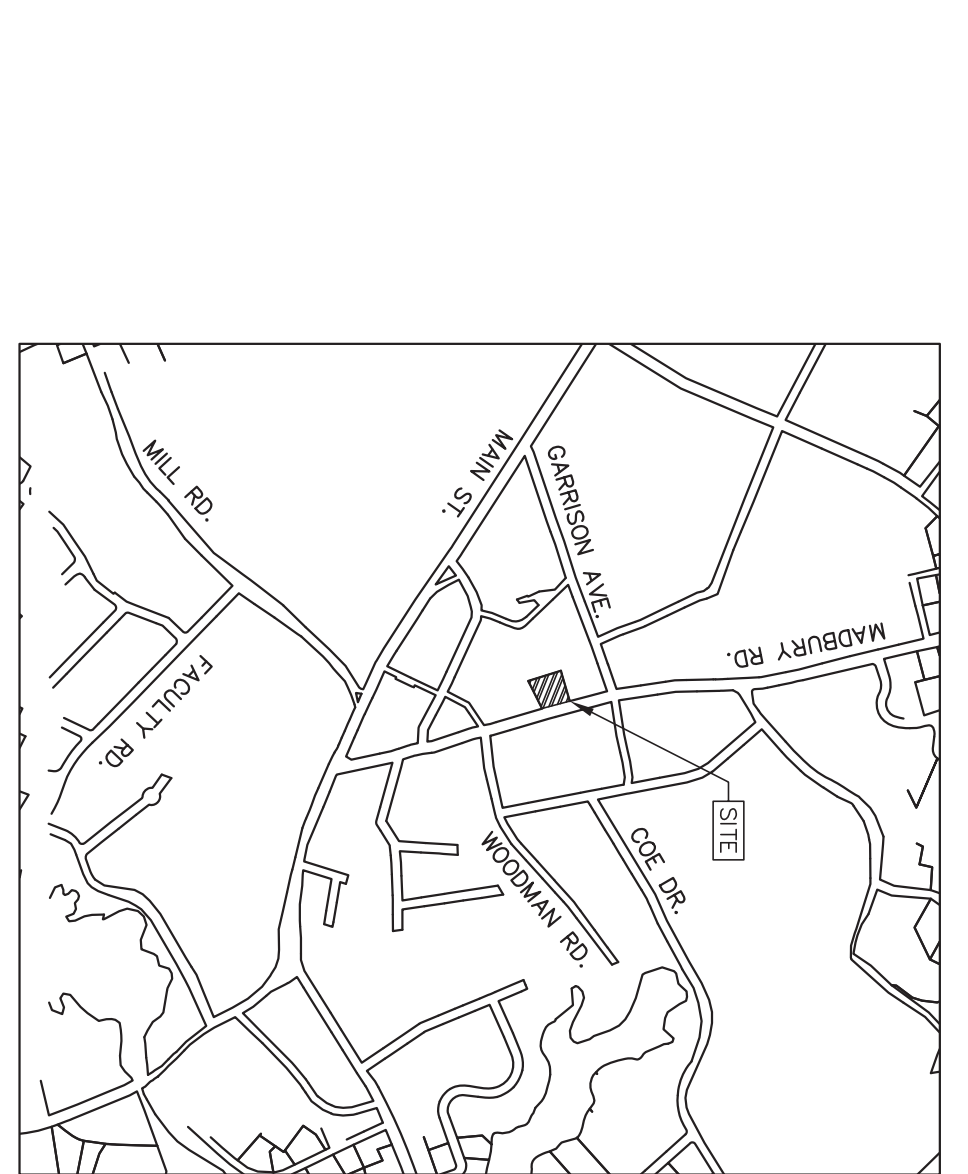 MAIN ST.
MILL RD.
GARRISON AVE.
MADBURY RD.
FACULTY RD.
SITE
COE DR.
WOODMAN RD.